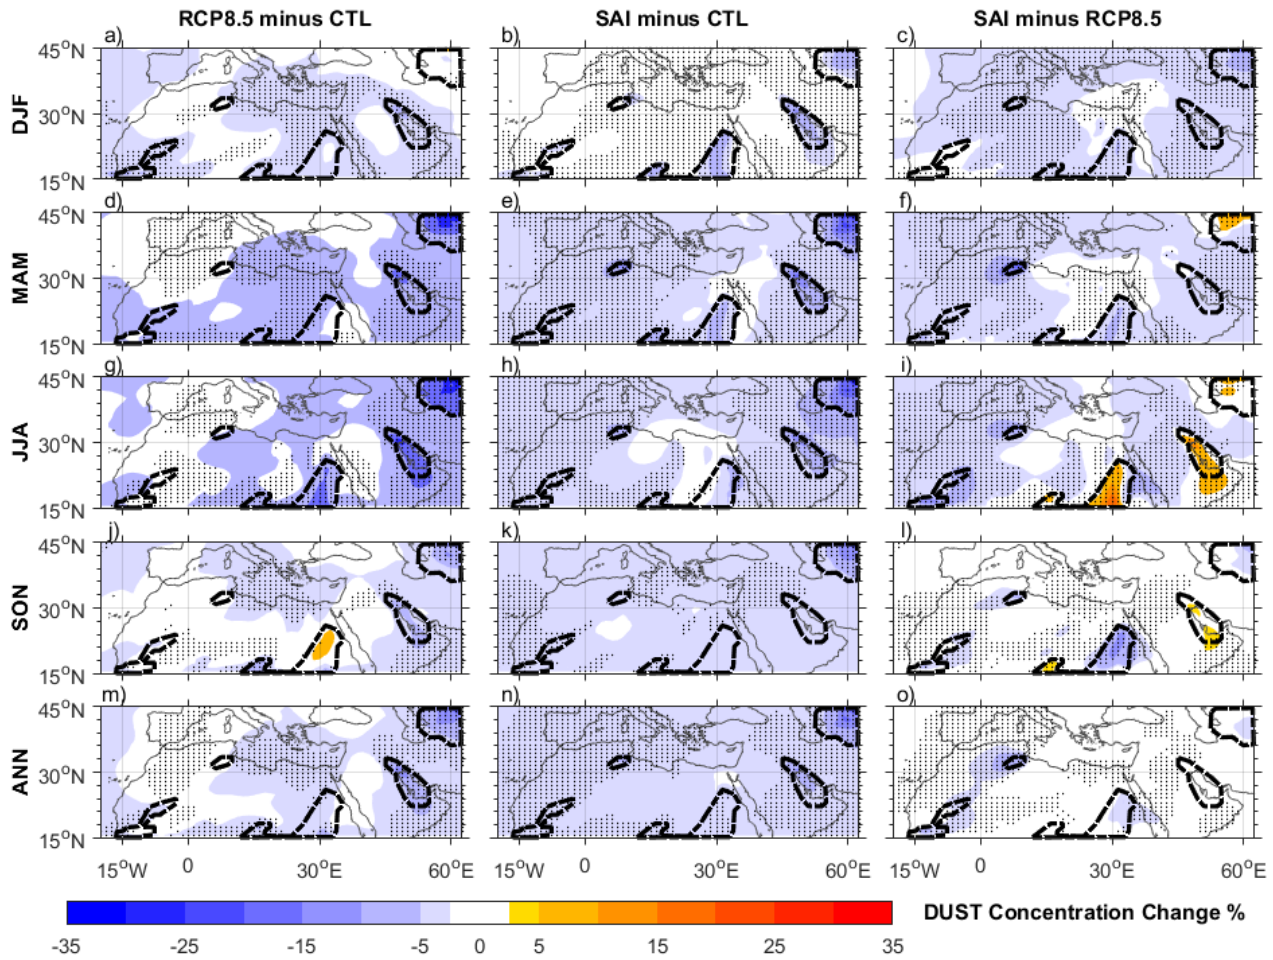 RCP8.5 minus CTL SAI minus CTL SAI minus RCP8.5
a) b) c)
45°N
30°N
15°N
DJF
d) e) f)
45°N
30°N
15°N
MAM
g) h) i)
45°N
30°N
15°N
JJA
j) k) l)
45°N
30°N
15°N
SON
m) n) o)
45°N
30°N
15°N
ANN
15°W 0 30°E 60°E 15°W 0 30°E 60°E 15°W 0 30°E 60°E
DUST Concentration Change %
-35 -25 -15 -5 0 5 15 25 35